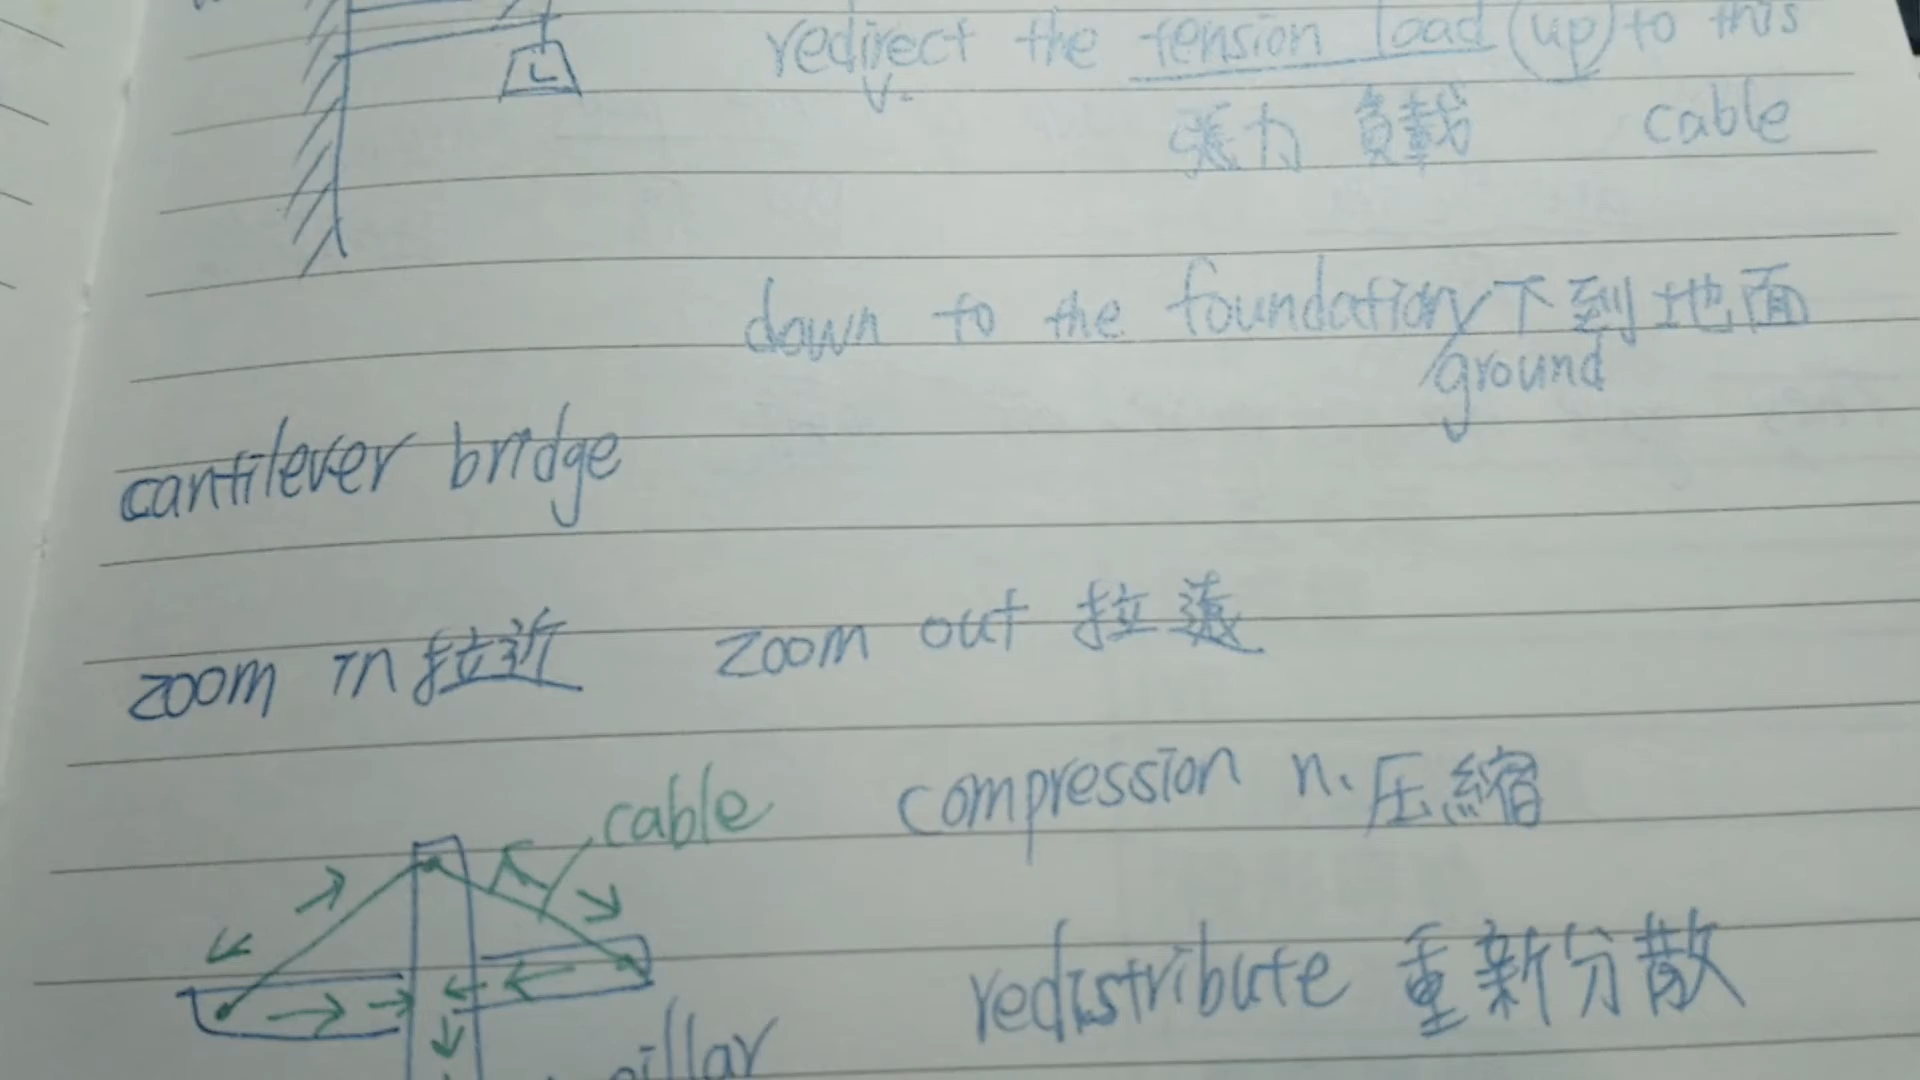 L
redirect the tension load (up) to this
v.
張力 負載 cable
down to the foundation/下到地面
ground
cantilever bridge
zoom in 拉近 zoom out 拉遠
cable compression n. 压縮
redistribute 重新分散
pillar